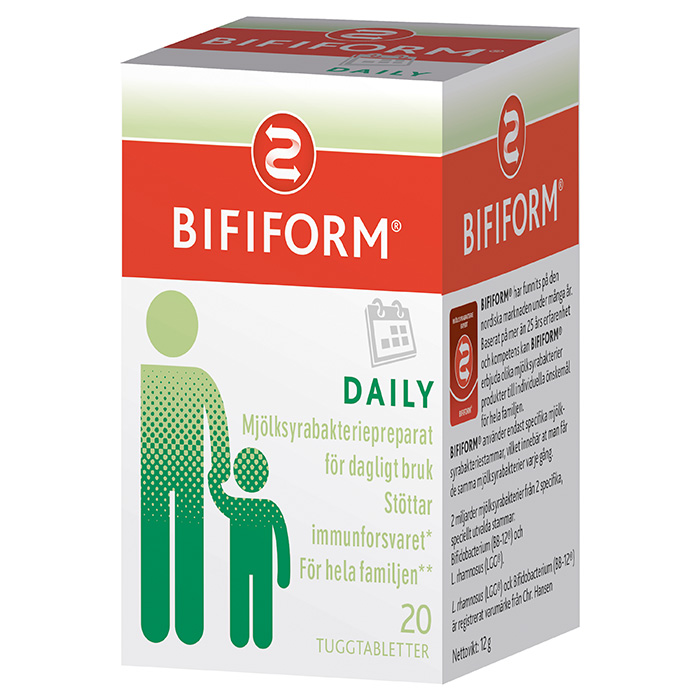 DAILY
BIFIFORM®
DAILY
Mjölksyrabakteriepreparat
för dagligt bruk
Stöttar
immunforsvaret*
För hela familjen**
20
TUGGTABLETTER
BIFIFORM®
BIFIFORM® har funnits på den
nordiska marknaden under många år.
Baserat på mer än 25 års erfarenhet
och kompetens kan BIFIFORM®
erbjuda olika mjölksyrabakterier
produkter till individuella önskemål
för hela familjen.
BIFIFORM®
BIFIFORM® använder endast specifika mjölk-
syrabakteriestammar, vilket innebär at man får
de samma mjölksyrabakterier varje gång.
2 miljarder mjölksyrabakterier från 2 specifika,
speciellt utvalda stammar:
Bifidobacterium (BB-12®) och
L. rhamnosus (LGG®).
L. rhamnosus (LGG®) ock Bifidobacterium (BB-12®)
är registrerat varumärke från Chr. Hansen
Nettovikt: 12 g